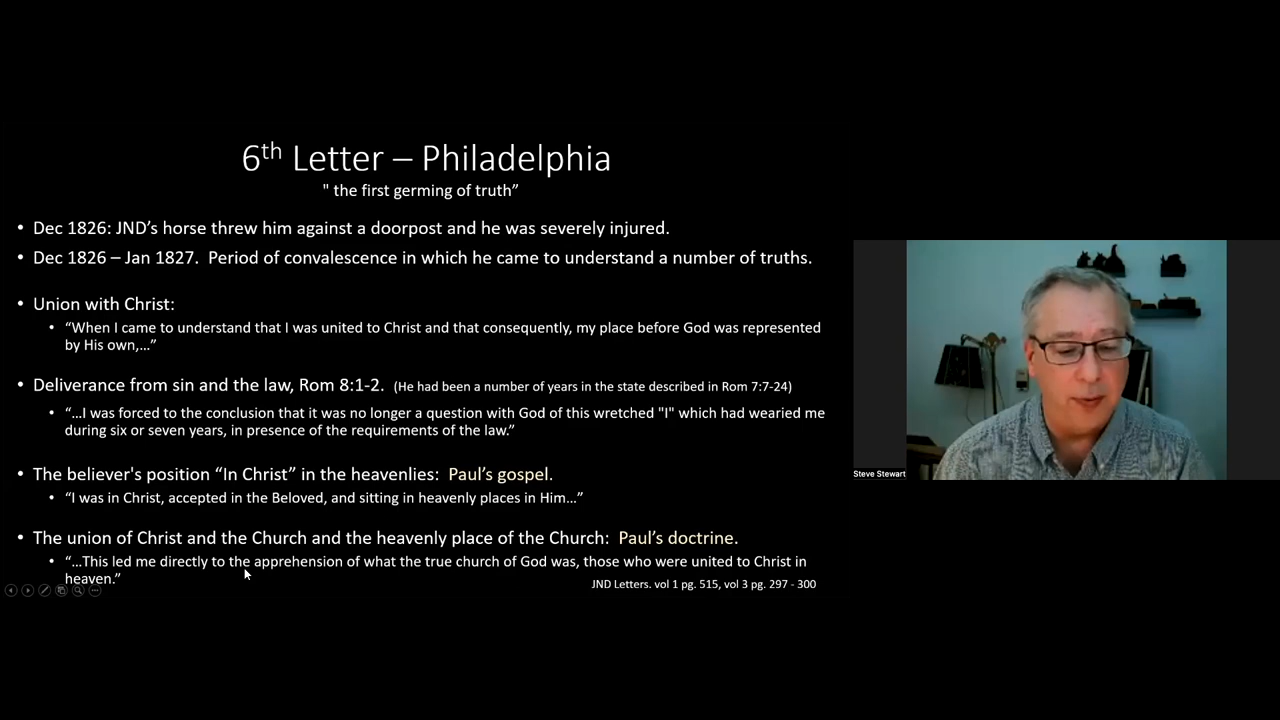 6th Letter – Philadelphia
" the first germing of truth”
• Dec 1826: JND’s horse threw him against a doorpost and he was severely injured.
• Dec 1826 – Jan 1827. Period of convalescence in which he came to understand a number of truths.
• Union with Christ:
• “When I came to understand that I was united to Christ and that consequently, my place before God was represented
by His own,…”
• Deliverance from sin and the law, Rom 8:1-2. (He had been a number of years in the state described in Rom 7:7-24)
• “…I was forced to the conclusion that it was no longer a question with God of this wretched "I" which had wearied me
during six or seven years, in presence of the requirements of the law.”
• The believer's position “In Christ” in the heavenlies: Paul’s gospel.
• “I was in Christ, accepted in the Beloved, and sitting in heavenly places in Him…”
• The union of Christ and the Church and the heavenly place of the Church: Paul’s doctrine.
• “…This led me directly to the apprehension of what the true church of God was, those who were united to Christ in
heaven.”
JND Letters. vol 1 pg. 515, vol 3 pg. 297 - 300
Steve Stewart